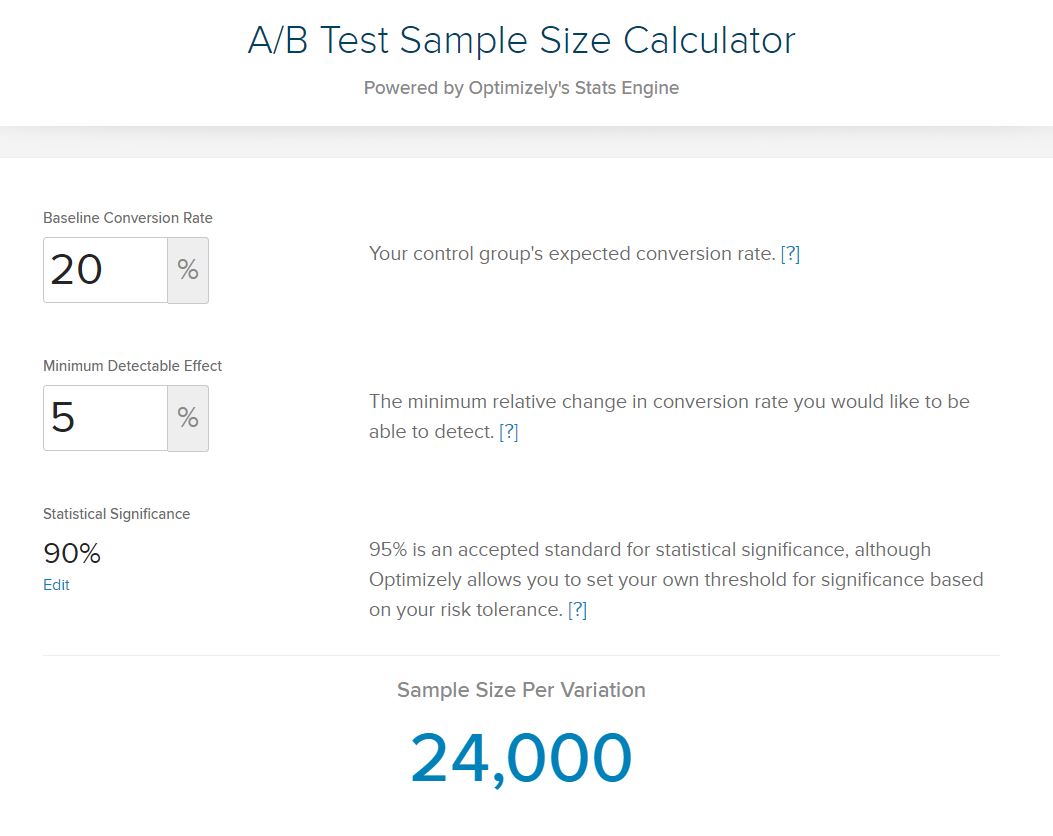 A/B Test Sample Size Calculator
Powered by Optimizely's Stats Engine
Baseline Conversion Rate
20 %
Your control group's expected conversion rate. [?]
Minimum Detectable Effect
5 %
The minimum relative change in conversion rate you would like to be
able to detect. [?]
Statistical Significance
90%
Edit
95% is an accepted standard for statistical significance, although
Optimizely allows you to set your own threshold for significance based
on your risk tolerance. [?]
Sample Size Per Variation
24,000